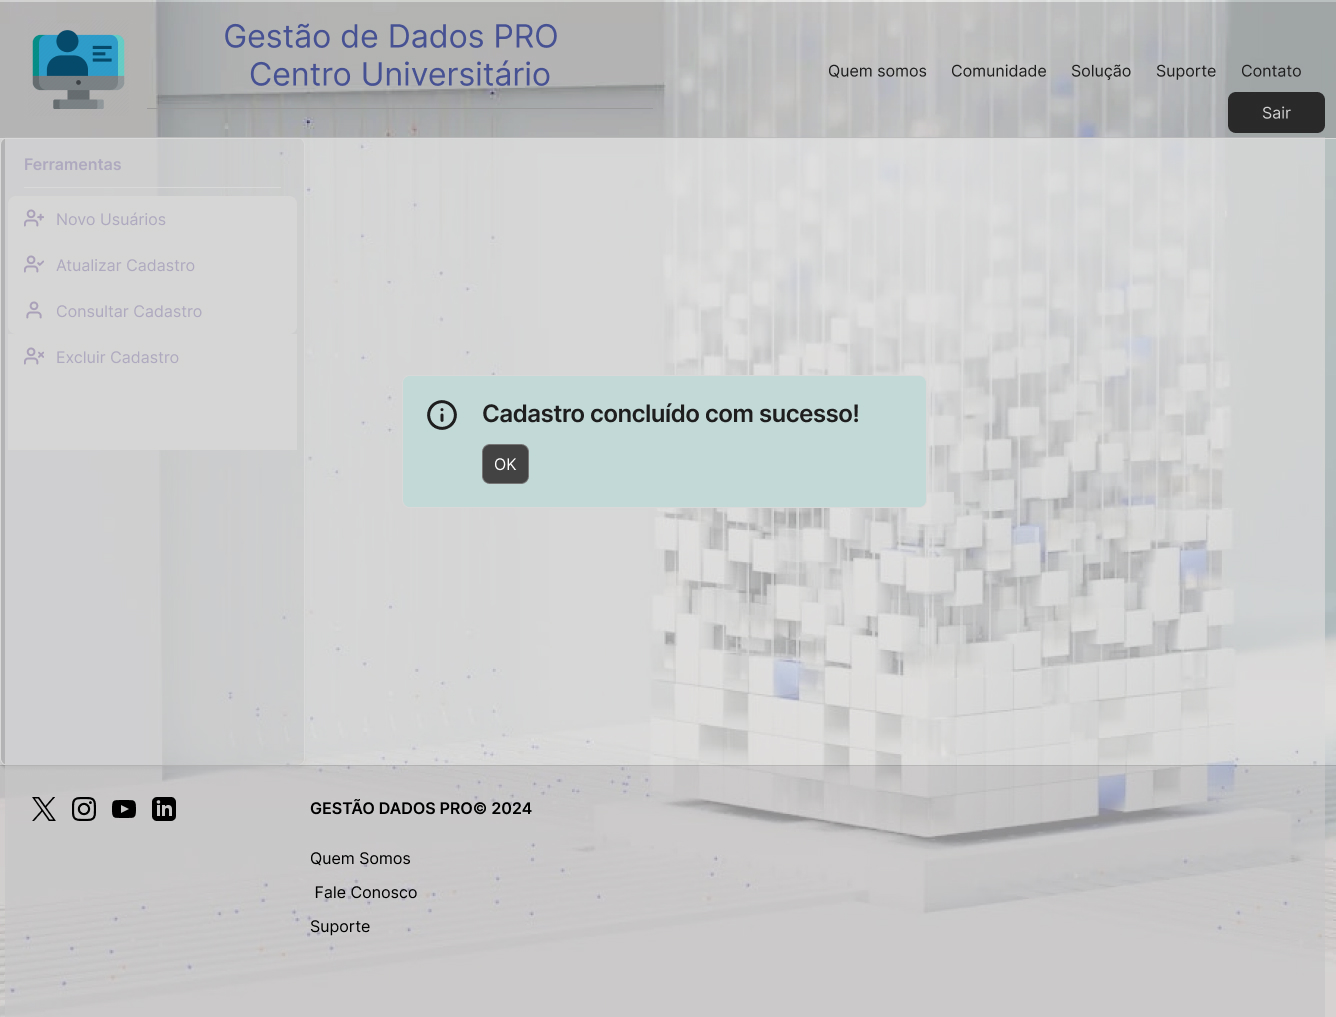 Gestão de Dados PRO
Centro Universitário
Quem somos
Comunidade
Solução
Suporte
Contato
Sair
Ferramentas
Novo Usuários
Atualizar Cadastro
Consultar Cadastro
Excluir Cadastro
Cadastro concluído com sucesso!
OK
GESTÃO DADOS PRO© 2024
Quem Somos
Fale Conosco
Suporte